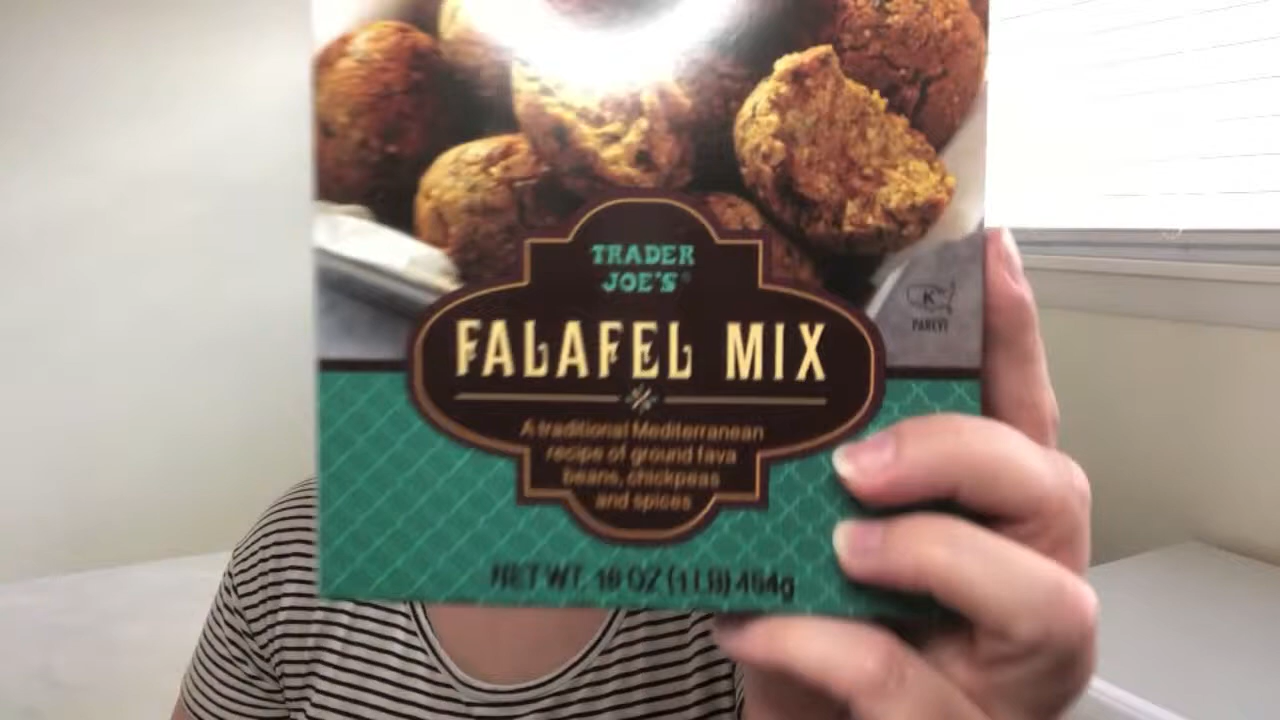 TRADER
JOE'S
FALAFEL MIX
A traditional Mediterranean
recipe of ground fava
beans, chickpeas
and spices
K
PAREVE
NET WT. 16 OZ (1 LB) 454g